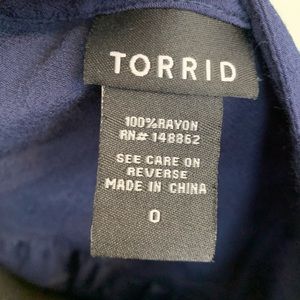 TORRID
100%RAYON
RN# 148862
SEE CARE ON
REVERSE
MADE IN CHINA
0